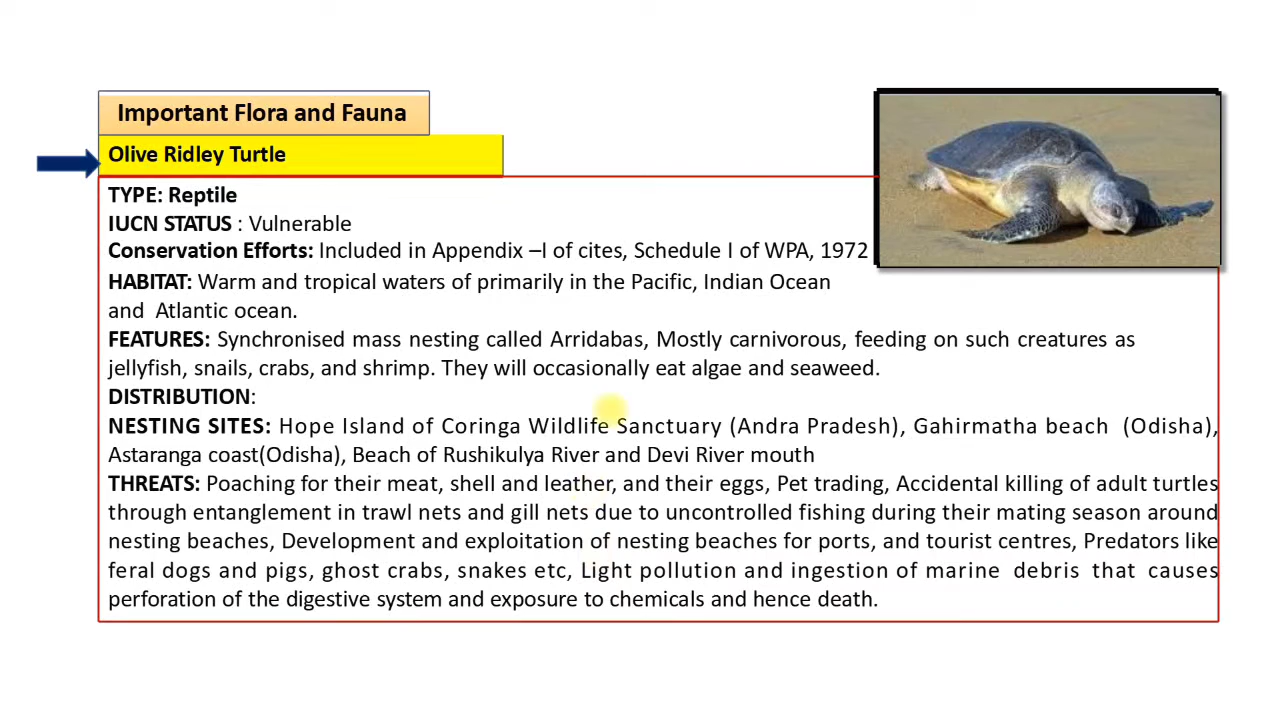 Important Flora and Fauna
Olive Ridley Turtle
TYPE: Reptile
IUCN STATUS : Vulnerable
Conservation Efforts: Included in Appendix –I of cites, Schedule I of WPA, 1972
HABITAT: Warm and tropical waters of primarily in the Pacific, Indian Ocean
and Atlantic ocean.
FEATURES: Synchronised mass nesting called Arridabas, Mostly carnivorous, feeding on such creatures as
jellyfish, snails, crabs, and shrimp. They will occasionally eat algae and seaweed.
DISTRIBUTION:
NESTING SITES: Hope Island of Coringa Wildlife Sanctuary (Andra Pradesh), Gahirmatha beach (Odisha),
Astaranga coast(Odisha), Beach of Rushikulya River and Devi River mouth
THREATS: Poaching for their meat, shell and leather, and their eggs, Pet trading, Accidental killing of adult turtles
through entanglement in trawl nets and gill nets due to uncontrolled fishing during their mating season around
nesting beaches, Development and exploitation of nesting beaches for ports, and tourist centres, Predators like
feral dogs and pigs, ghost crabs, snakes etc, Light pollution and ingestion of marine debris that causes
perforation of the digestive system and exposure to chemicals and hence death.